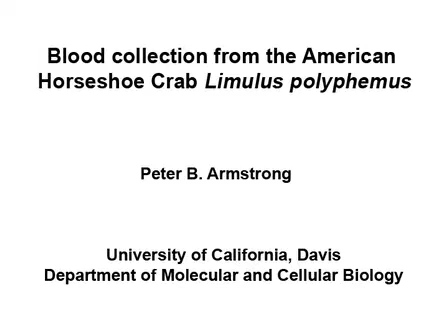 Blood collection from the American
Horseshoe Crab Limulus polyphemus
Peter B. Armstrong
University of California, Davis
Department of Molecular and Cellular Biology